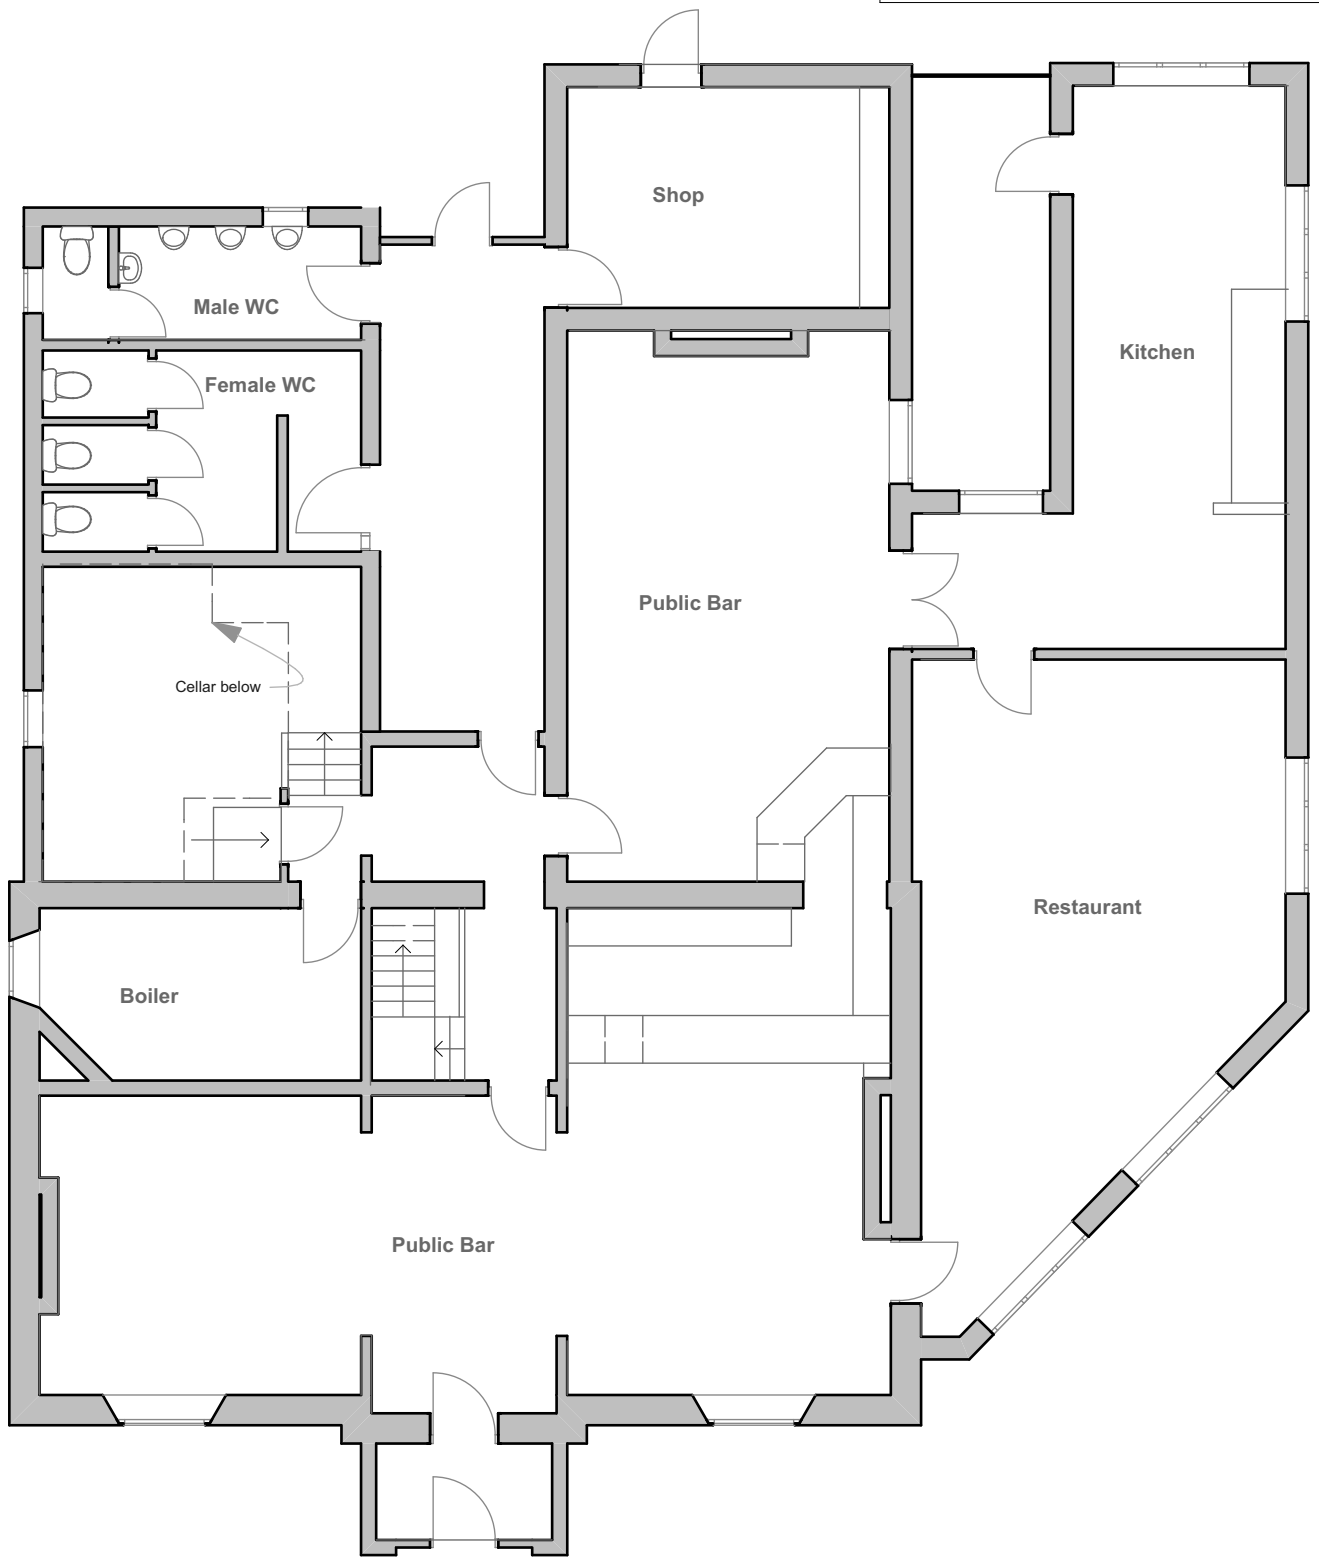 Shop
Male WC
Kitchen
Female WC
Public Bar
Cellar below
Restaurant
Boiler
Public Bar